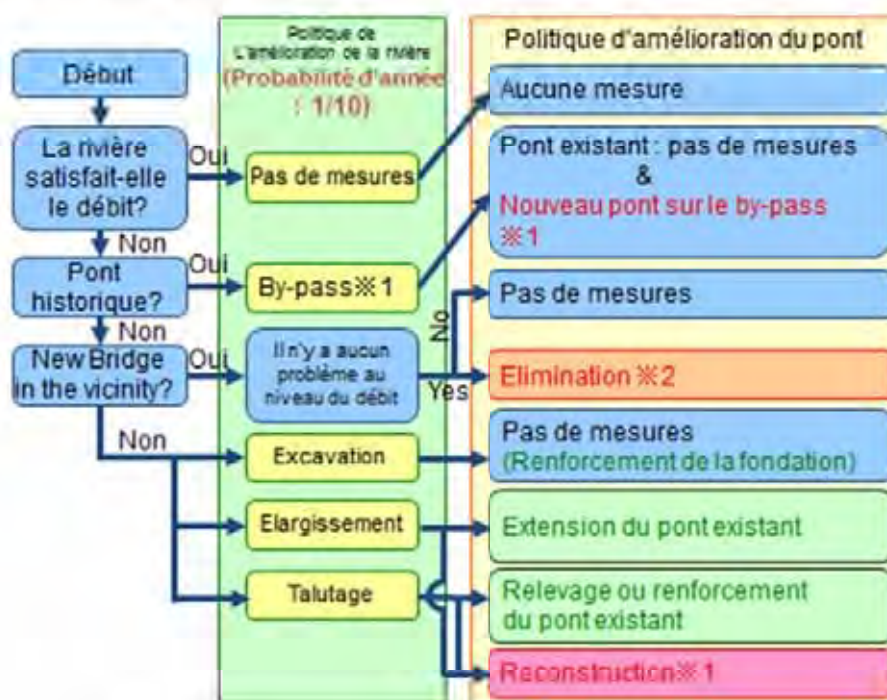 Politique de
L'amélioration de la rivière
(Probabilité d'année
: 1/10)
Politique d'amélioration du pont
Début
Aucune mesure
La rivière
satisfait-elle
le débit?
Oui
Pas de mesures
Pont existant : pas de mesures
&
Nouveau pont sur le by-pass
※1
Non
Pont
historique?
Oui
By-pass※1
No
Pas de mesures
Non
New Bridge
in the vicinity?
Oui
Il n'y a aucun
problème au
niveau du débit
Yes
Elimination※2
Non
Excavation
Pas de mesures
(Renforcement de la fondation)
Elargissement
Extension du pont existant
Talutage
Relevage ou renforcement
du pont existant
Reconstruction※1